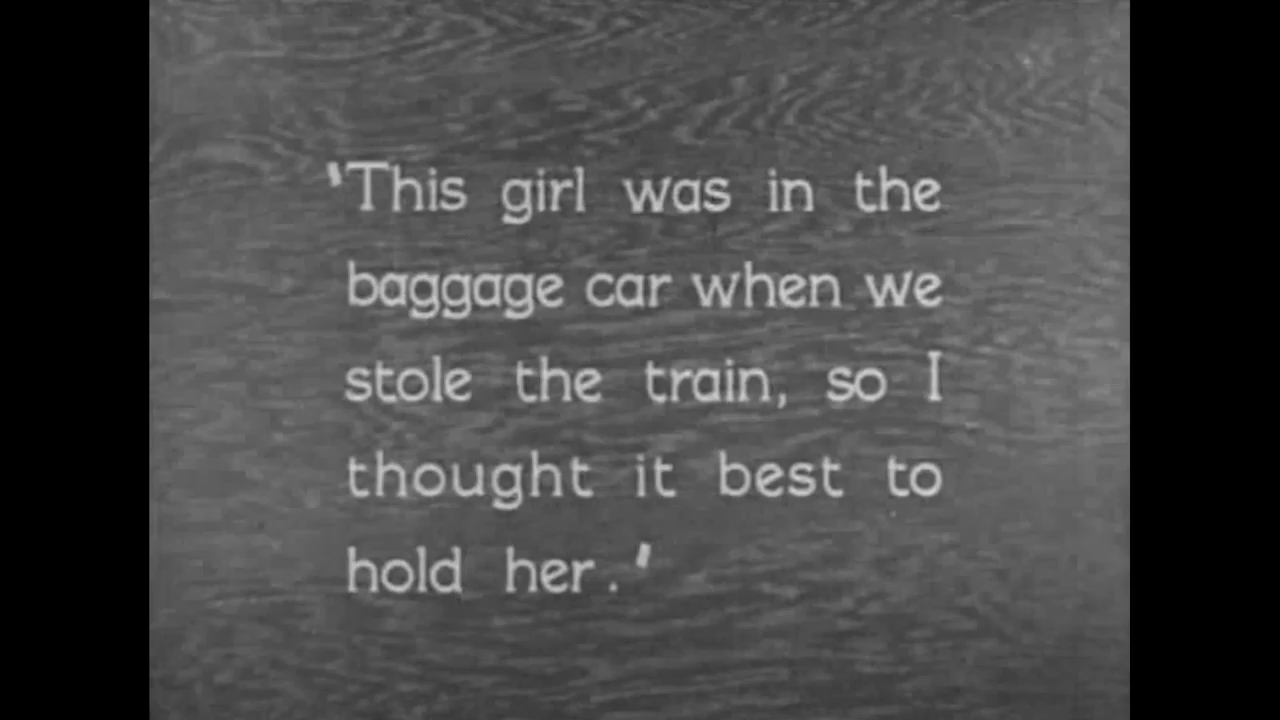 'This girl was in the
baggage car when we
stole the train, so I
thought it best to
hold her.'